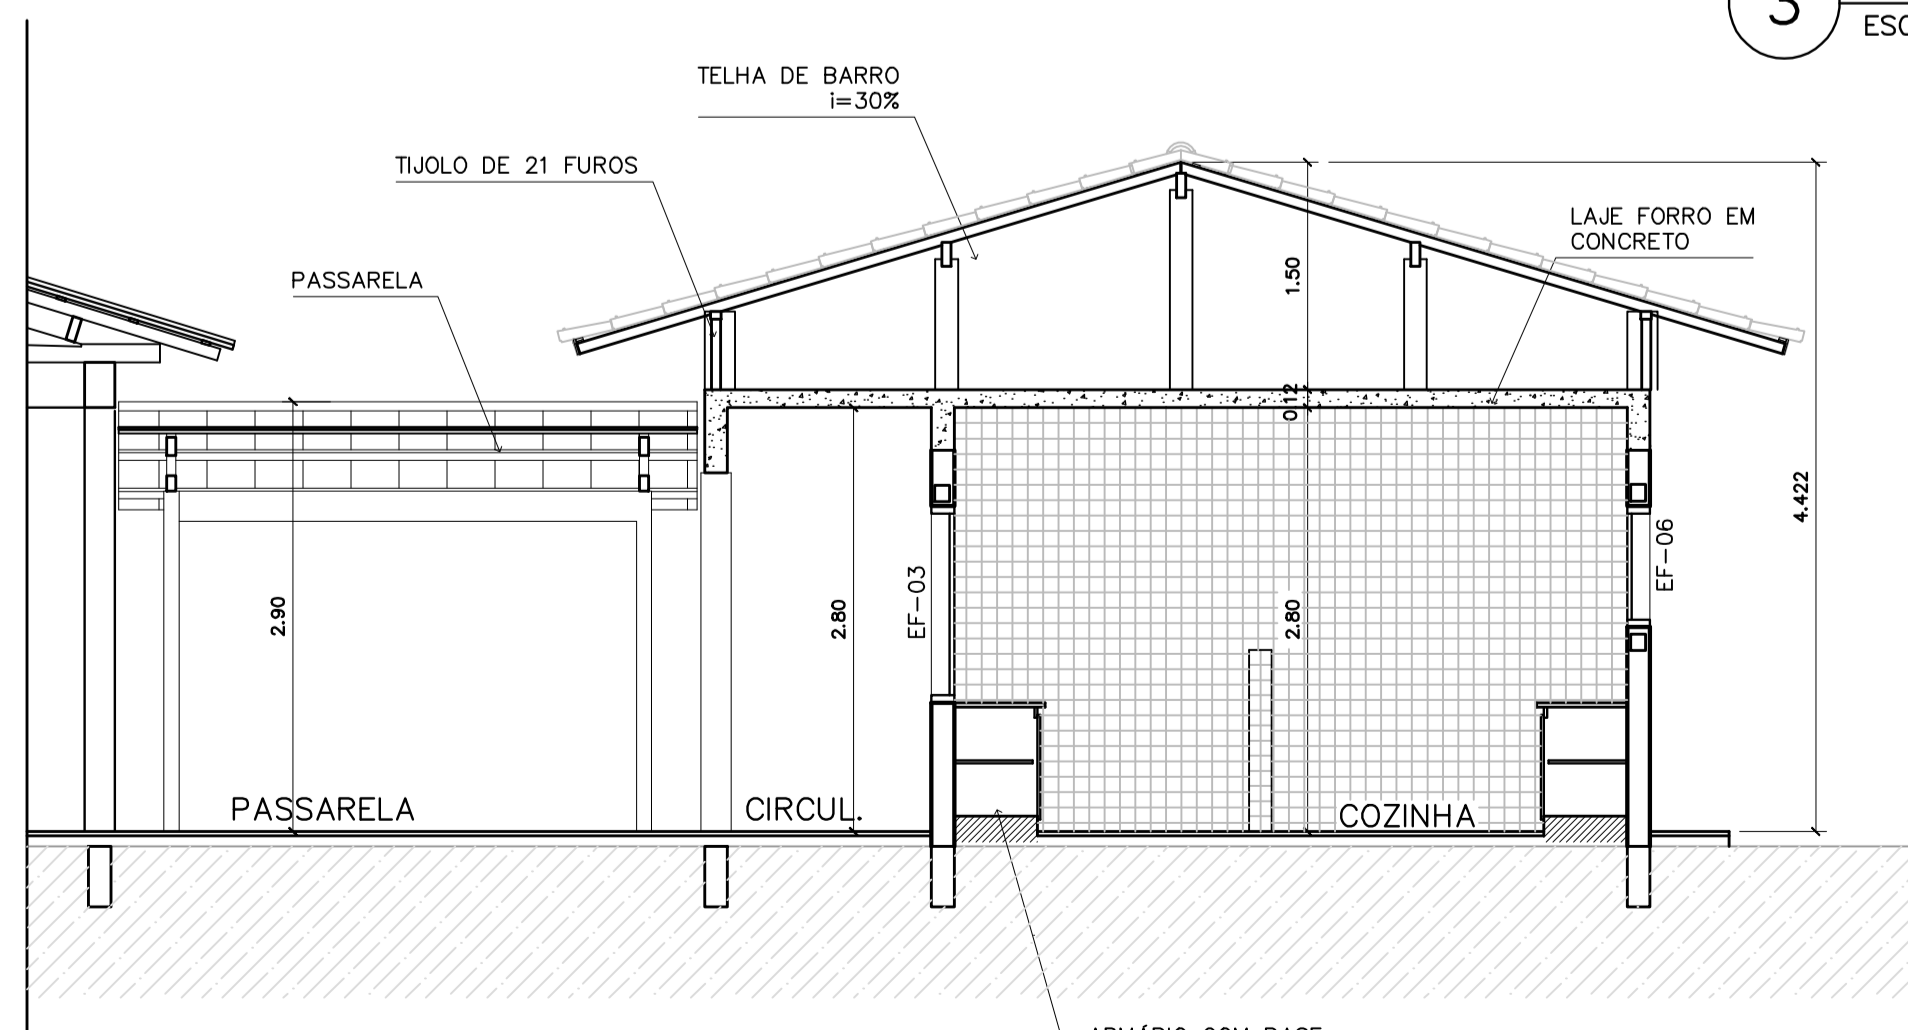 3
TELHA DE BARRO
i=30%
TIJOLO DE 21 FUROS
PASSARELA
LAJE FORRO EM
CONCRETO
1.50
0.12
4.422
EF-03
EF-06
2.90
2.80
2.80
PASSARELA
CIRCUL.
COZINHA